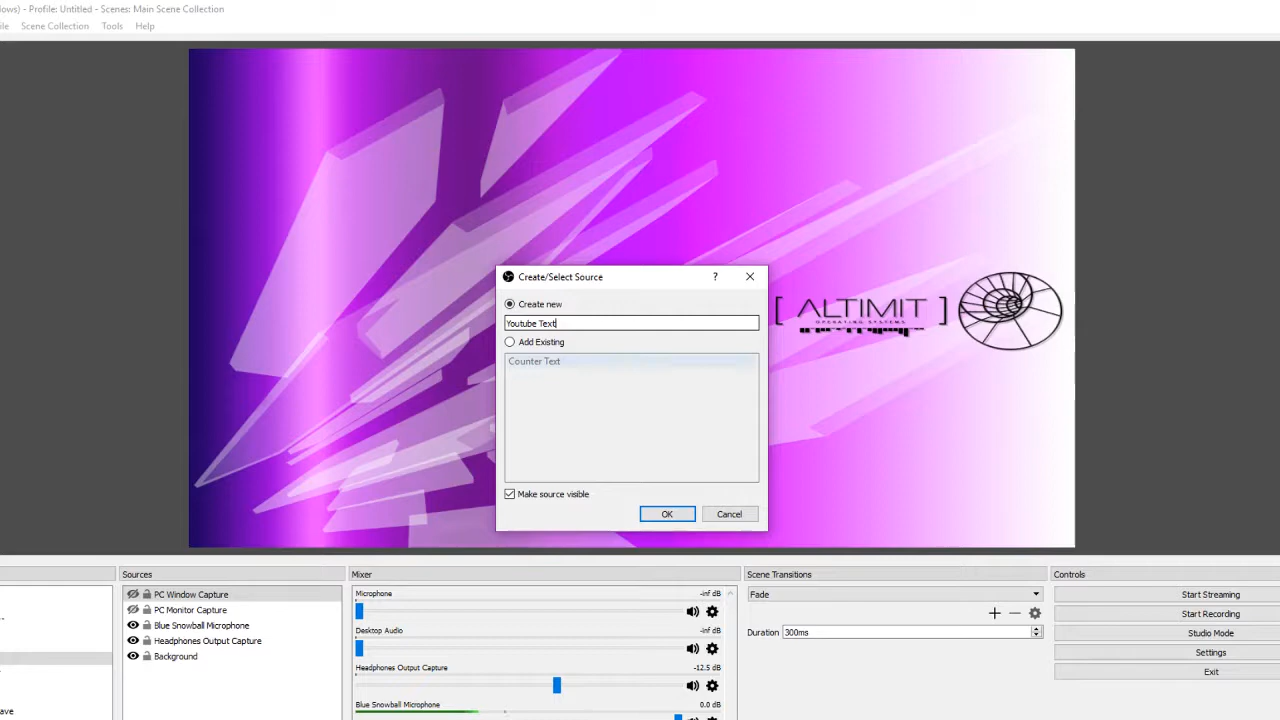 ows) - Profile: Untitled - Scenes: Main Scene Collection
ile Scene Collection Tools Help
Create/Select Source ?
Create new
Youtube Text
Add Existing
Counter Text
Make source visible
OK Cancel
[ ALTIMIT ]
OPERATING SYSTEMS
Sources
PC Window Capture
PC Monitor Capture
Blue Snowball Microphone
Headphones Output Capture
Background
Mixer
Microphone -inf dB
Desktop Audio -inf dB
Headphones Output Capture -12.5 dB
Blue Snowball Microphone 0.0 dB
Scene Transitions
Fade
Duration 300ms
Controls
Start Streaming
Start Recording
Studio Mode
Settings
Exit
ave